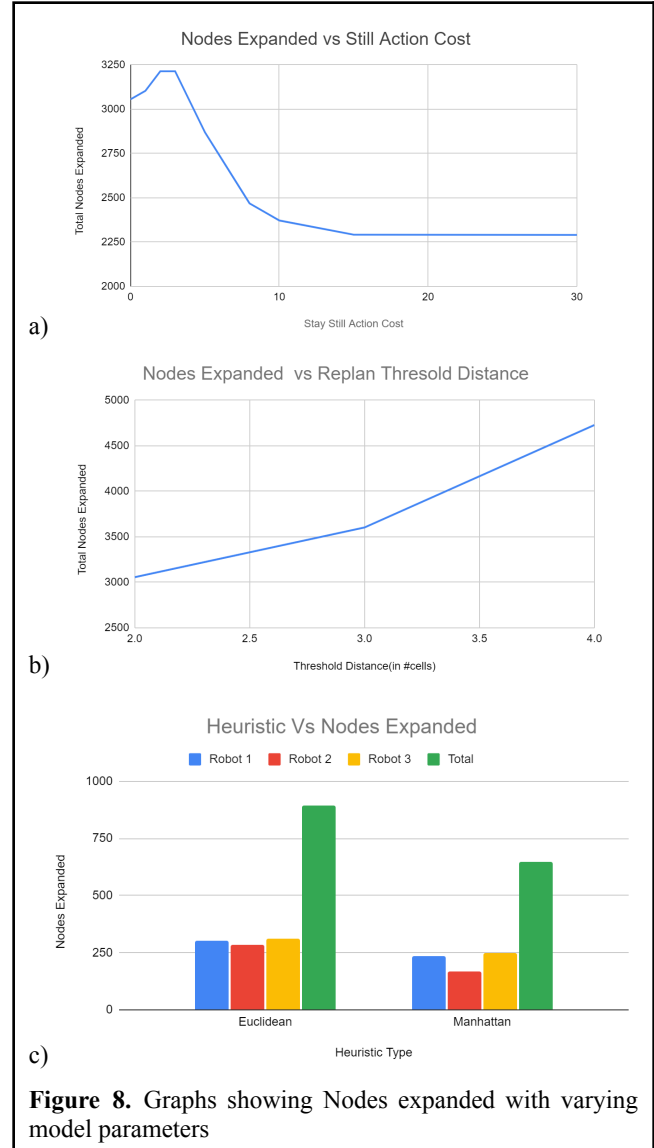 Nodes Expanded vs Still Action Cost
Total Nodes Expanded
3250
3000
2750
2500
2250
2000
0
10
20
30
Stay Still Action Cost
a)
Nodes Expanded vs Replan Thresold Distance
Total Nodes Expanded
5000
4500
4000
3500
3000
2500
2.0
2.5
3.0
3.5
4.0
Threshold Distance(in #cells)
b)
Heuristic Vs Nodes Expanded
Robot 1 Robot 2 Robot 3 Total
Nodes Expanded
1000
750
500
250
0
Euclidean
Manhattan
Heuristic Type
c)
Figure 8. Graphs showing Nodes expanded with varying
model parameters